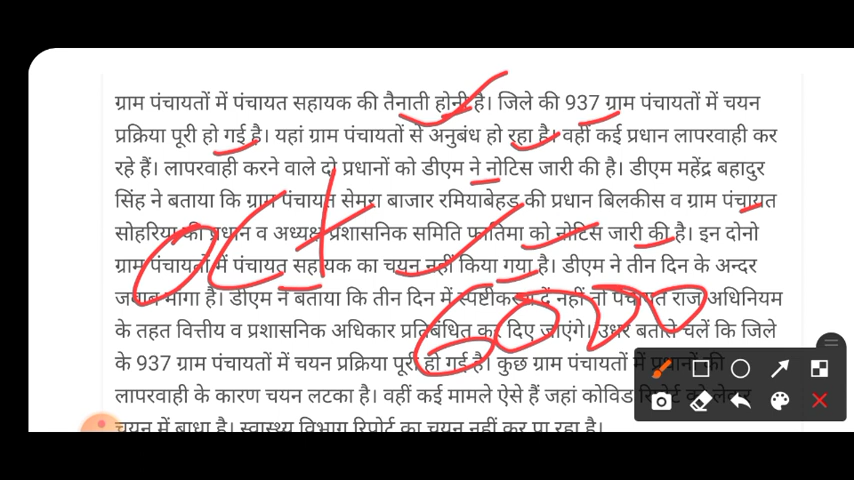 ग्राम पंचायतों में पंचायत सहायक की तैनाती होनी है। जिले की 937 ग्राम पंचायतों में चयन
प्रक्रिया पूरी हो गई है। यहां ग्राम पंचायतों से अनुबंध हो रहा है। वहीं कई प्रधान लापरवाही कर
रहे हैं। लापरवाही करने वाले दो प्रधानों को डीएम ने नोटिस जारी की है। डीएम महेंद्र बहादुर
सिंह ने बताया कि ग्राम पंचायत सेमरा बाजार रमियाबेहड़ की प्रधान बिलकीस व ग्राम पंचायत
सोहरिया की प्रधान व अध्यक्ष प्रशासनिक समिति फातिमा को नोटिस जारी की है। इन दोनो
ग्राम पंचायतों में पंचायत सहायक का चयन नहीं किया गया है। डीएम ने तीन दिन के अन्दर
जवाब मांगा है। डीएम ने बताया कि तीन दिन में स्पष्टीकरण दें नहीं तो पंचायत राज अधिनियम
के तहत वित्तीय व प्रशासनिक अधिकार प्रतिबंधित कर दिए जाएंगे। उधर बताते चलें कि जिले
के 937 ग्राम पंचायतों में चयन प्रक्रिया पूरी हो गई है। कुछ ग्राम पंचायतों में प्रधानों की
लापरवाही के कारण चयन लटका है। वहीं कई मामले ऐसे हैं जहां कोविड रिपोर्ट को लेकर
चयन में बाधा है। स्वास्थ्य विभाग रिपोर्ट का चयन नहीं कर पा रहा है।
oct
6000